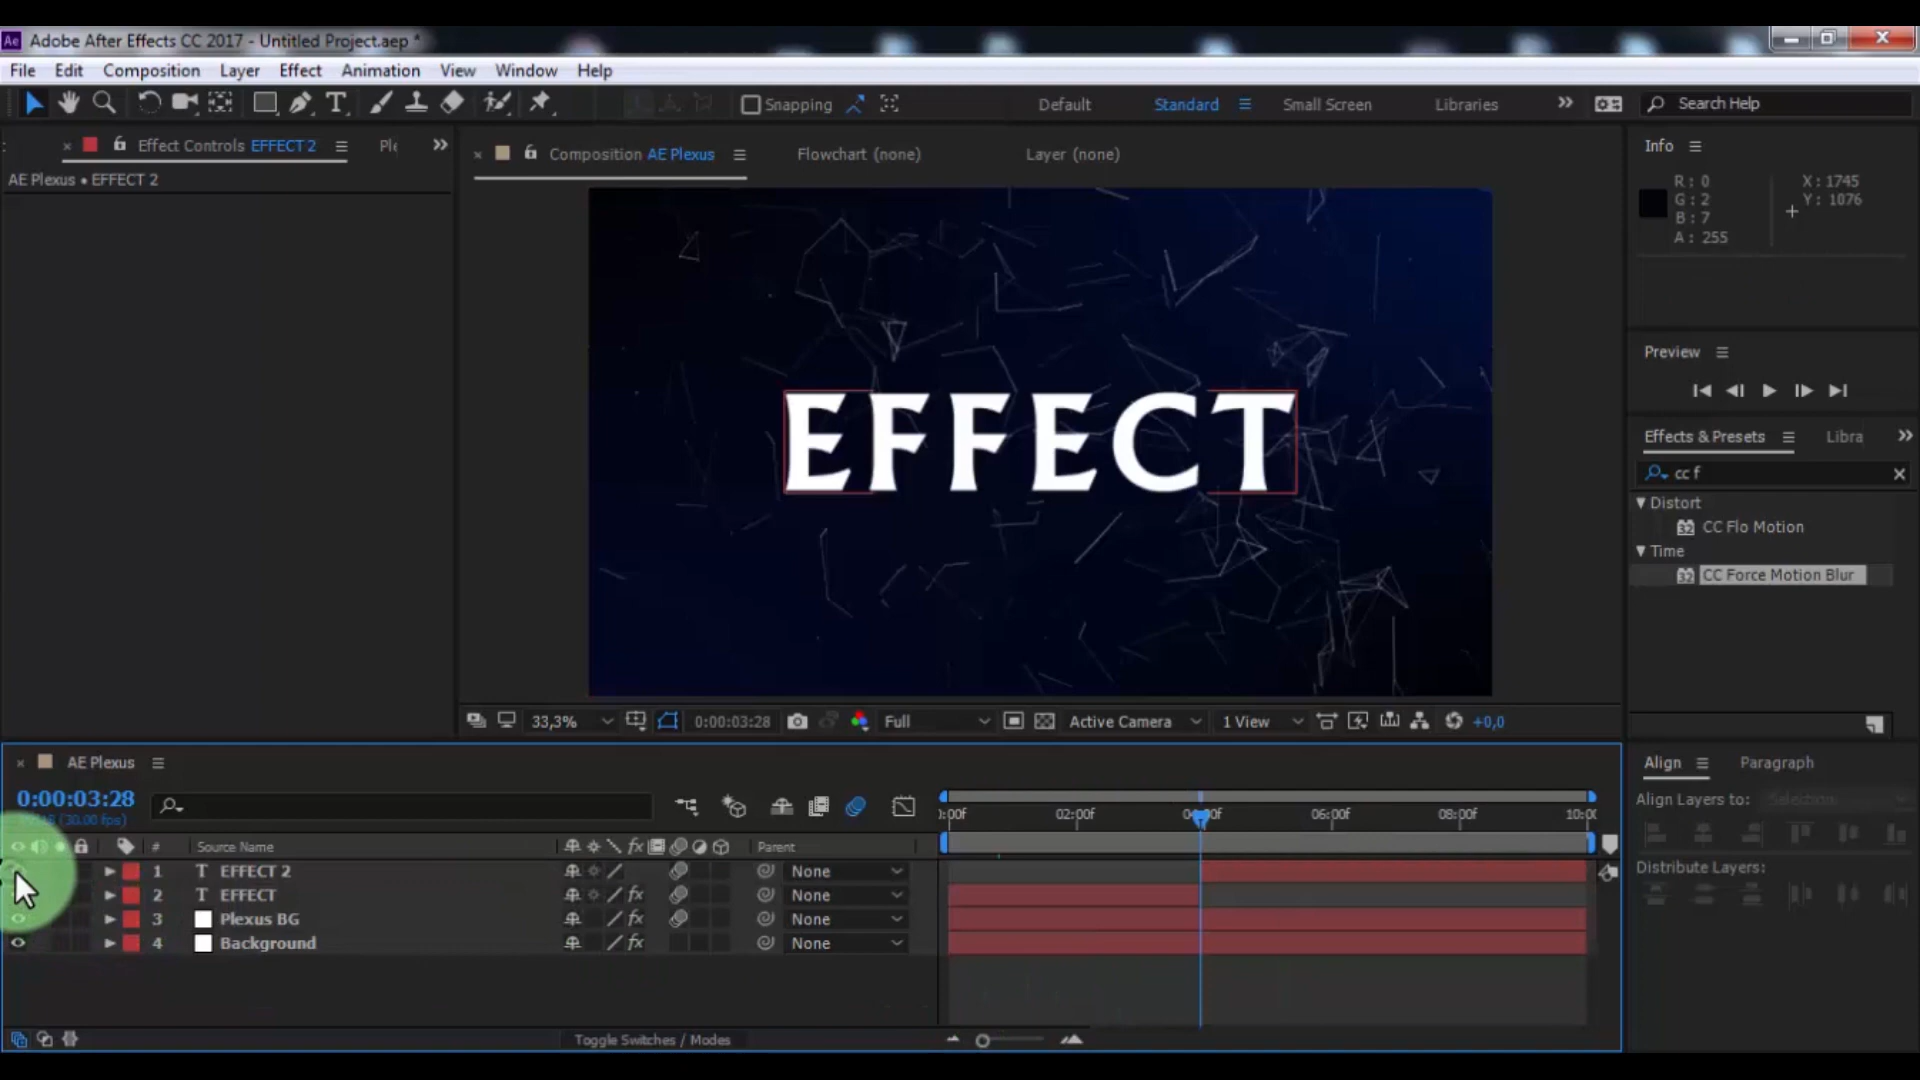 Ae Adobe After Effects CC 2017 - Untitled Project.aep *
File Edit Composition Layer Effect Animation View Window Help
Snapping Default Standard Small Screen Libraries Search Help
Effect Controls EFFECT 2
AE Plexus • EFFECT 2
Composition AE Plexus Flowchart (none) Layer (none)
Info
R: 0 X: 1745
G: 2 Y: 1076
B: 7
A: 255
EFFECT
Preview
Effects & Presets Libra
cc f
Distort
CC Flo Motion
Time
CC Force Motion Blur
33,3% 0:00:03:28 Full Active Camera 1 View +0,0
AE Plexus
0:00:03:28
(30.00 fps)
02:00f 06:00f 08:00f
# Source Name Parent
1 EFFECT 2 None
2 EFFECT None
3 Plexus BG None
4 Background None
Toggle Switches / Modes
Align Paragraph
Align Layers to: Selection
Distribute Layers: